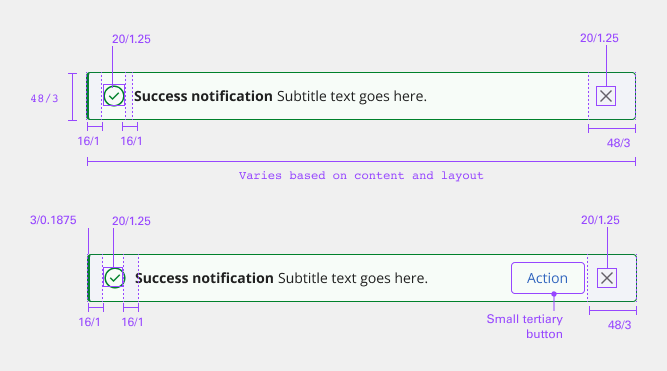 20/1.25
20/1.25
48/3
Success notification Subtitle text goes here.
16/1
16/1
48/3
Varies based on content and layout
3/0.1875
20/1.25
20/1.25
Success notification Subtitle text goes here.
Action
16/1
16/1
Small tertiary
button
48/3